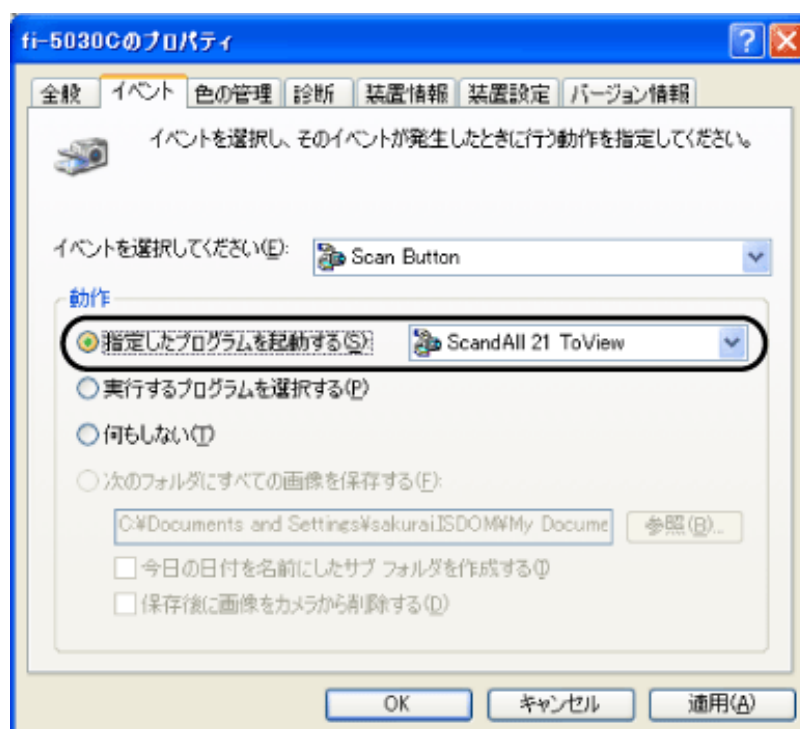 fi-5030Cのプロパティ
全般 イベント 色の管理 診断 装置情報 装置設定 バージョン情報
イベントを選択し、そのイベントが発生したときに行う動作を指定してください。
イベントを選択してください(E): Scan Button
動作
指定したプログラムを起動する(S): ScandAll 21 ToView
実行するプログラムを選択する(P)
何もしない(T)
次のフォルダにすべての画像を保存する(F):
C:¥Documents and Settings¥sakurai.ISDOM¥My Docume 参照(B)...
今日の日付を名前にしたサブ フォルダを作成する(I)
保存後に画像をカメラから削除する(D)
OK キャンセル 適用(A)